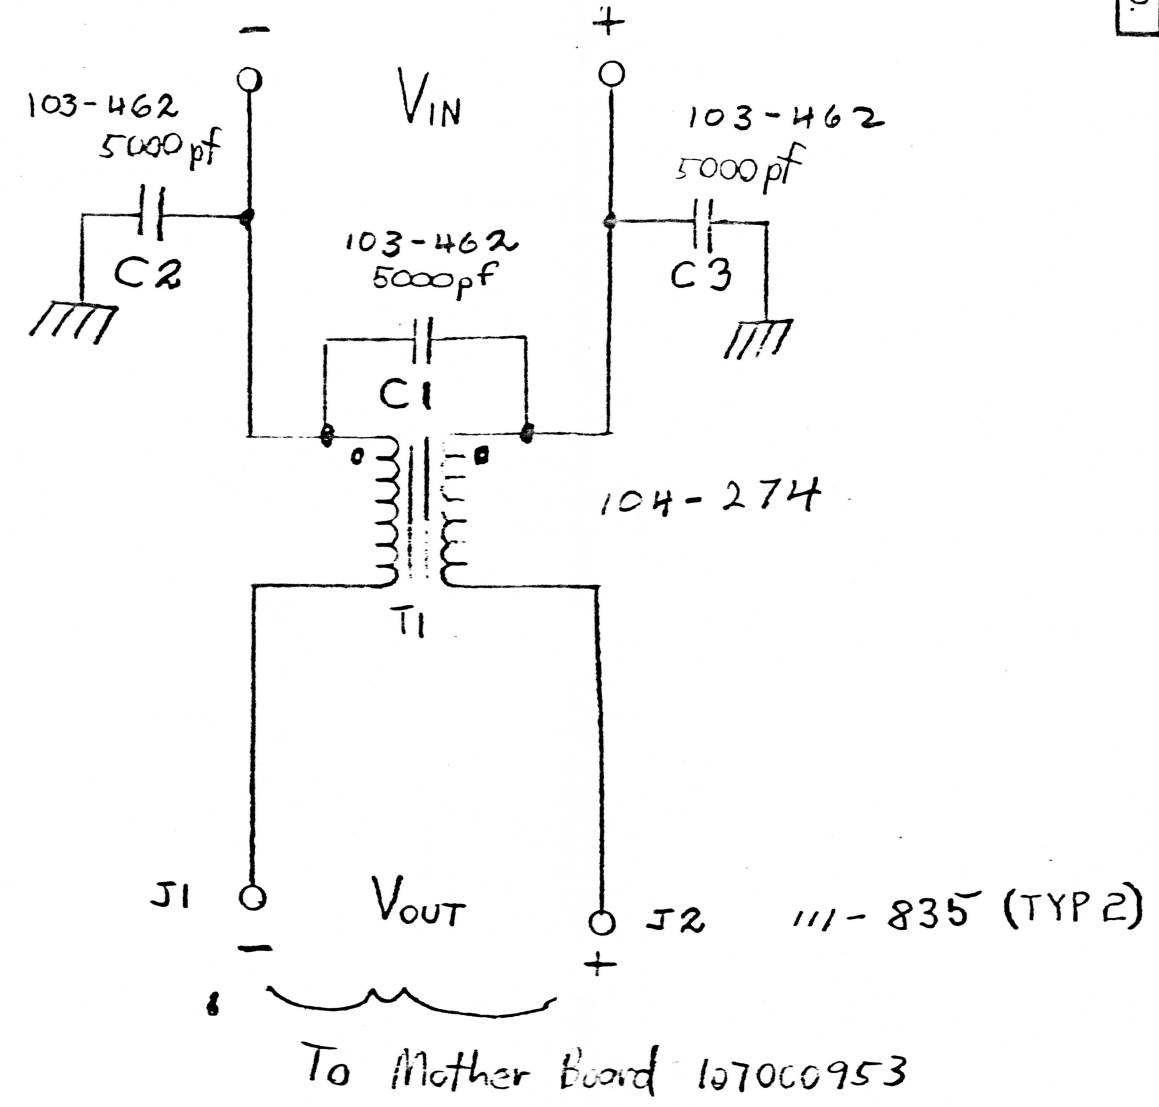 - +
VIN
103-462
5000pf
C2
103-462
5000pf
C3
103-462
5000pf
C1
104-274
T1
J1
VOUT
J2
111-835 (TYP 2)
- +
To Mother Board 107000953